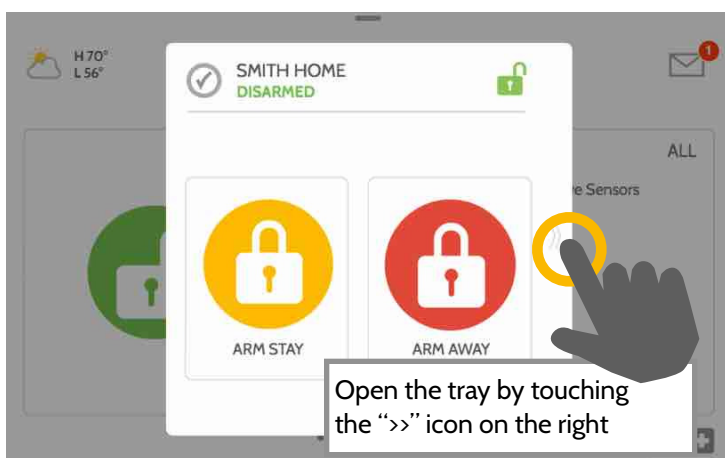 H 70°
L 56°
1
SMITH HOME
DISARMED
ALL
e Sensors
ARM STAY
ARM AWAY
Open the tray by touching
the “>>” icon on the right